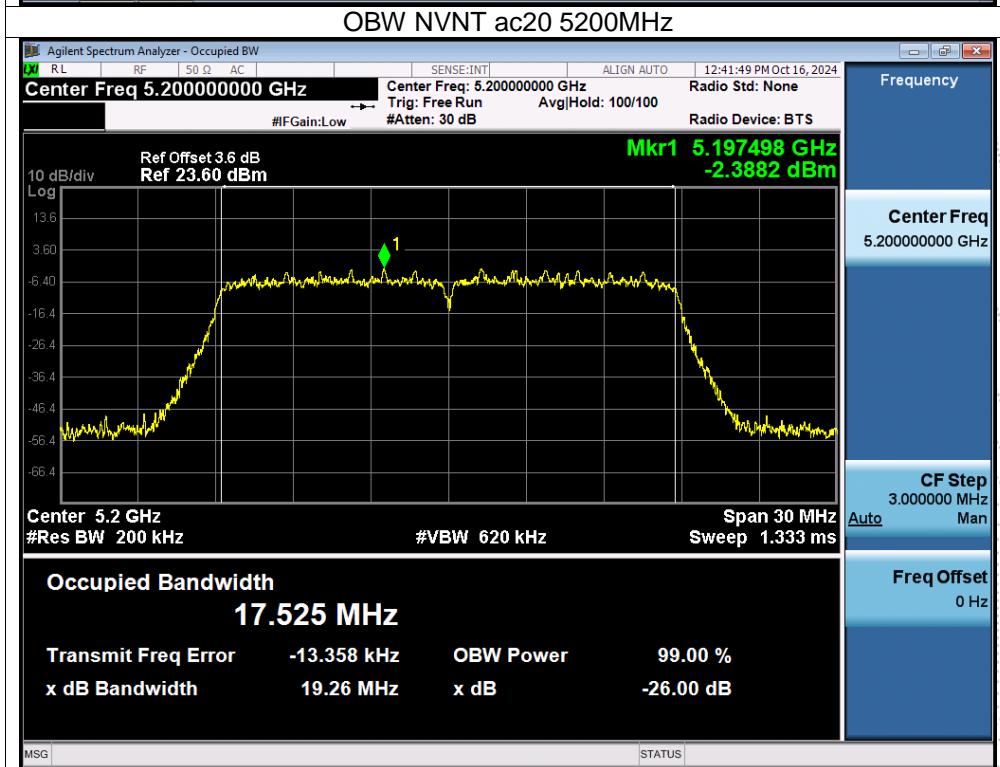 OBW NVNT ac20 5200MHz
Agilent Spectrum Analyzer - Occupied BW
LXI RL RF 50 Ω AC SENSE:INT ALIGN AUTO 12:41:49 PM Oct 16, 2024
Center Freq 5.200000000 GHz
Center Freq: 5.200000000 GHz
Radio Std: None
Trig: Free Run Avg|Hold: 100/100
#IFGain:Low #Atten: 30 dB Radio Device: BTS
Frequency
Mkr1 5.197498 GHz
-2.3882 dBm
Ref Offset 3.6 dB
10 dB/div Ref 23.60 dBm
Log
13.6
3.60
-6.40
-16.4
-26.4
-36.4
-46.4
-56.4
-66.4
1
Center 5.2 GHz Span 30 MHz
#Res BW 200 kHz #VBW 620 kHz Sweep 1.333 ms
Center Freq
5.200000000 GHz
CF Step
3.000000 MHz
Auto Man
Freq Offset
0 Hz
Occupied Bandwidth
17.525 MHz
Transmit Freq Error -13.358 kHz OBW Power 99.00 %
x dB Bandwidth 19.26 MHz x dB -26.00 dB
MSG STATUS